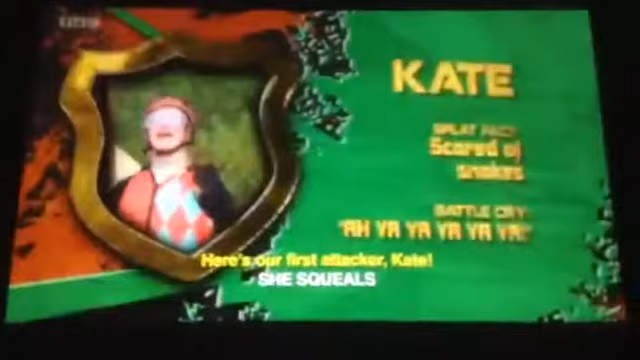 BBC
KATE
SPLAT FACT:
Scared of
snakes
BATTLE CRY:
"AH YA YA YA YA YA!"
Here's our first attacker, Kate!
SHE SQUEALS